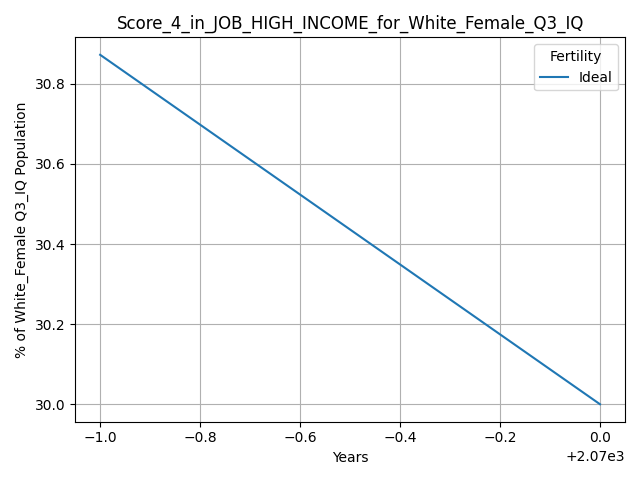 Score_4_in_JOB_HIGH_INCOME_for_White_Female_Q3_IQ
Fertility
Ideal
% of White_Female Q3_IQ Population
30.8
30.6
30.4
30.2
30.0
−1.0 −0.8 −0.6 −0.4 −0.2 0.0
+2.07e3
Years